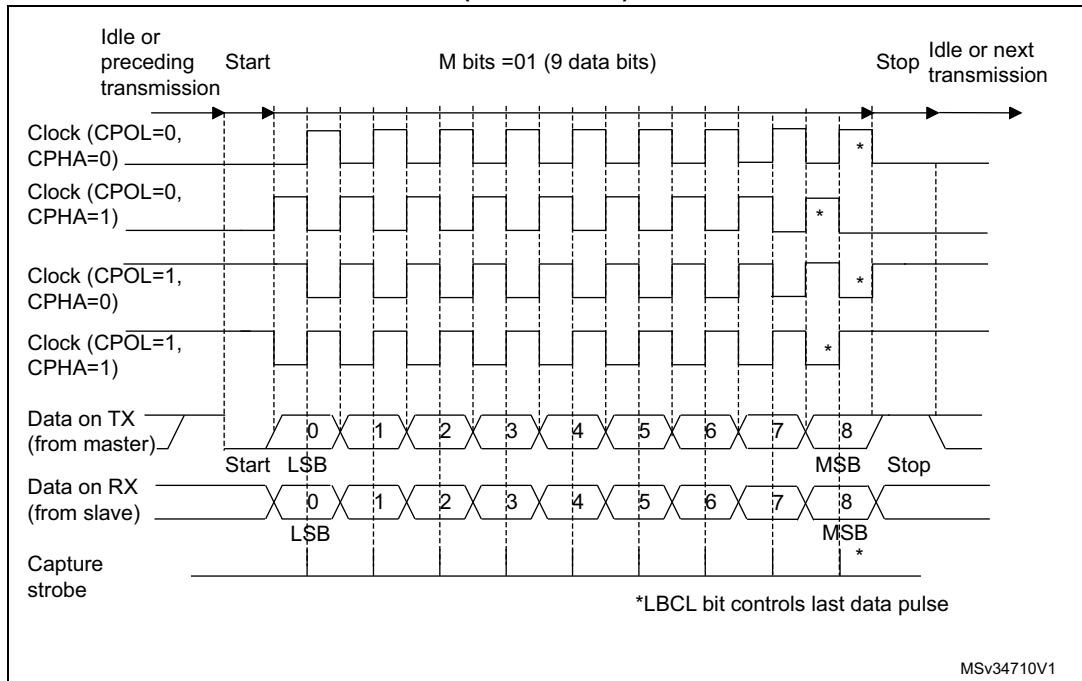 Idle or
preceding
transmission
Start
M bits =01 (9 data bits)
Stop
Idle or next
transmission
Clock (CPOL=0,
CPHA=0)
*
Clock (CPOL=0,
CPHA=1)
*
Clock (CPOL=1,
CPHA=0)
*
Clock (CPOL=1,
CPHA=1)
*
Data on TX
(from master)
0 1 2 3 4 5 6 7 8
Start LSB MSB Stop
Data on RX
(from slave)
0 1 2 3 4 5 6 7 8
LSB MSB
*
Capture
strobe
*LBCL bit controls last data pulse
MSv34710V1